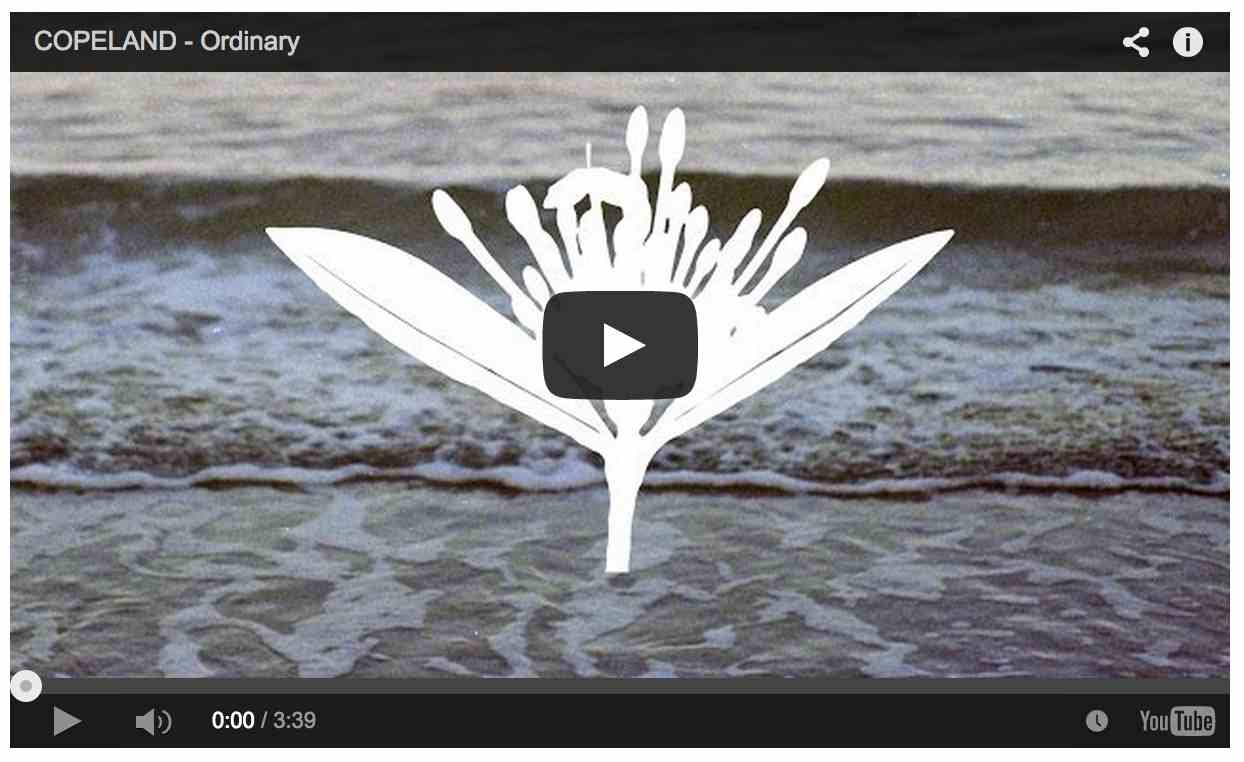 COPELAND - Ordinary
0:00 / 3:39
YouTube